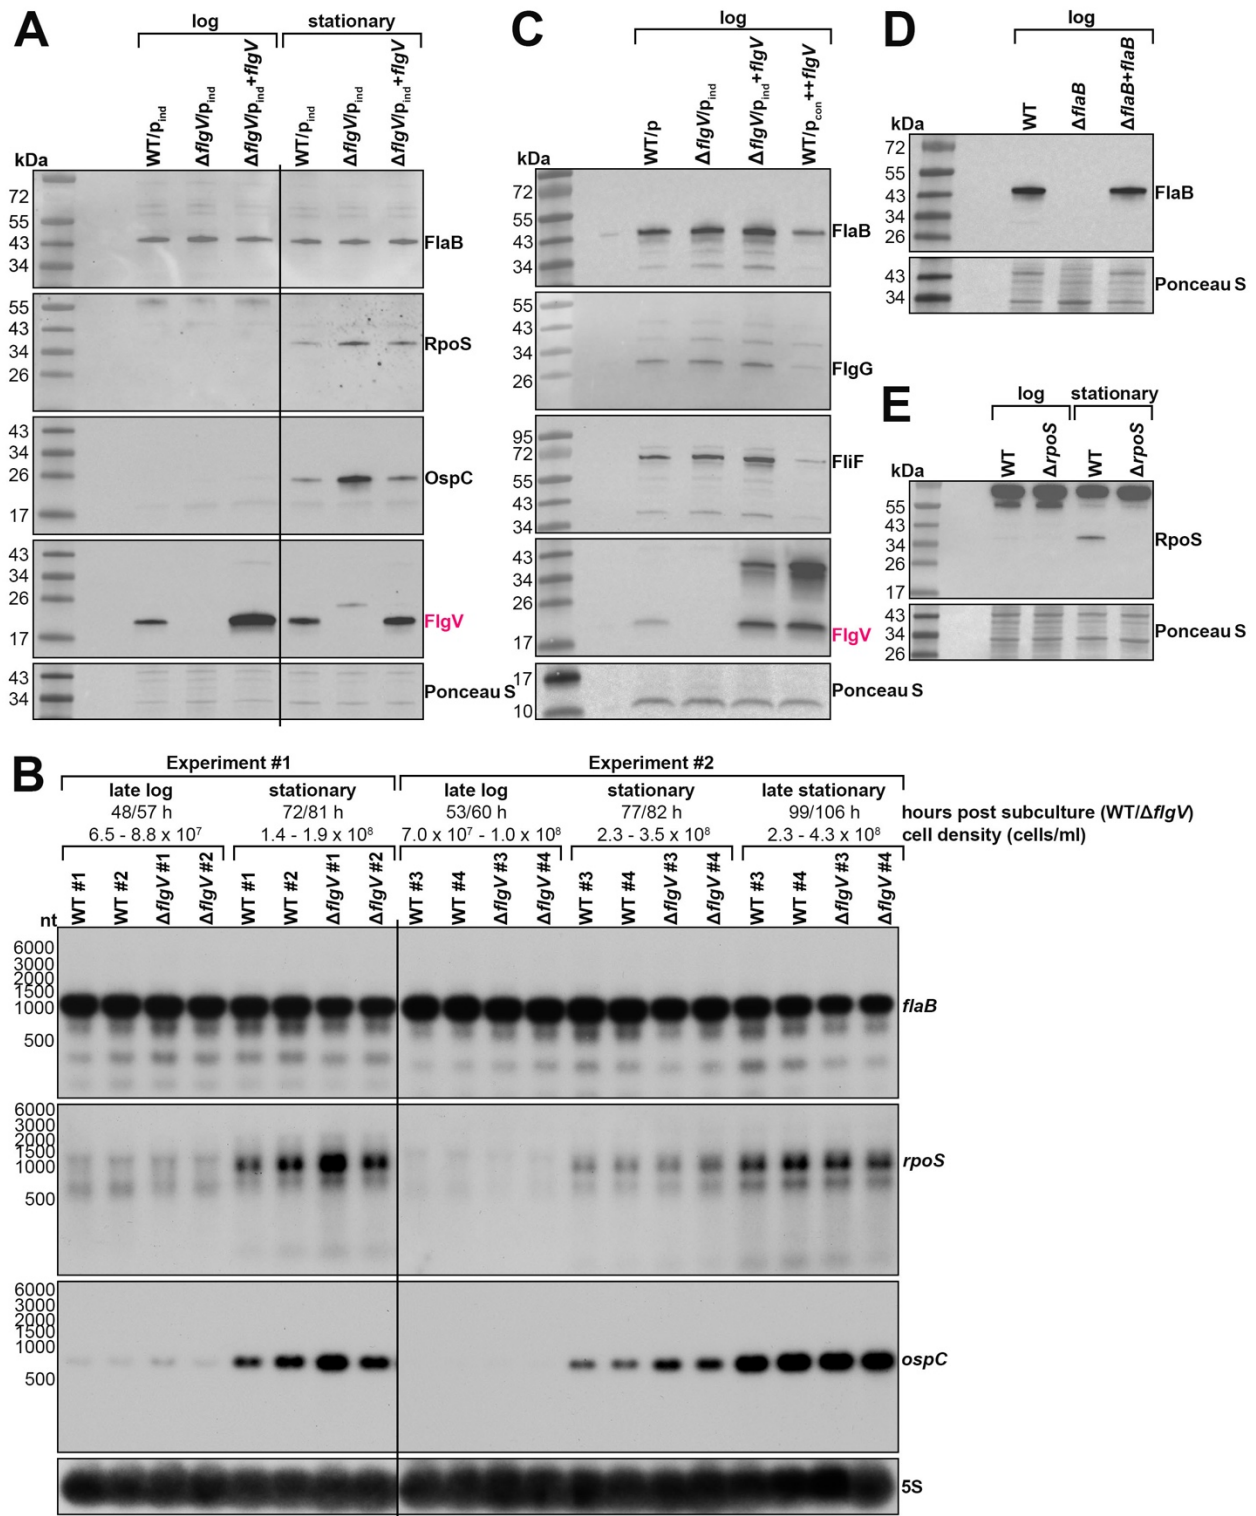 A
log
stationary
WT/pind
ΔflgV/pind
ΔflgV/pind+flgV
WT/pind
ΔflgV/pind
ΔflgV/pind+flgV
kDa
72
55
43
34
FlaB
55
43
34
26
RpoS
43
34
26
17
OspC
43
34
26
17
FlgV
43
34
Ponceau S
C
log
WT/p
ΔflgV/pind
ΔflgV/pind+flgV
WT/pcon++flgV
kDa
72
55
43
34
FlaB
55
43
34
26
FlgG
95
72
55
43
34
FliF
43
34
26
17
FlgV
17
10
Ponceau S
D
log
WT
ΔflaB
ΔflaB+flaB
kDa
72
55
43
34
26
FlaB
43
34
Ponceau S
E
log
stationary
WT
ΔrpoS
WT
ΔrpoS
kDa
55
43
34
26
17
RpoS
43
34
26
Ponceau S
B
Experiment #1
Experiment #2
late log
stationary
late log
stationary
late stationary
48/57 h
72/81 h
53/60 h
77/82 h
99/106 h
hours post subculture (WT/ΔflgV)
6.5 - 8.8 x 10⁷
1.4 - 1.9 x 10⁸
7.0 x 10⁷ - 1.0 x 10⁸
2.3 - 3.5 x 10⁸
2.3 - 4.3 x 10⁸
cell density (cells/ml)
WT #1
WT #2
ΔflgV #1
ΔflgV #2
WT #1
WT #2
ΔflgV #1
ΔflgV #2
WT #3
WT #4
ΔflgV #3
ΔflgV #4
WT #3
WT #4
ΔflgV #3
ΔflgV #4
WT #3
WT #4
ΔflgV #3
ΔflgV #4
nt
6000
3000
2000
1500
1000
500
flaB
6000
3000
2000
1500
1000
500
rpoS
6000
3000
2000
1500
1000
500
ospC
5S